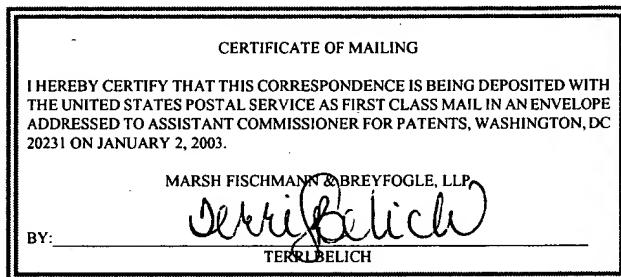 CERTIFICATE OF MAILING
I HEREBY CERTIFY THAT THIS CORRESPONDENCE IS BEING DEPOSITED WITH
THE UNITED STATES POSTAL SERVICE AS FIRST CLASS MAIL IN AN ENVELOPE
ADDRESSED TO ASSISTANT COMMISSIONER FOR PATENTS, WASHINGTON, DC
20231 ON JANUARY 2, 2003.
MARSH FISCHMANN & BREYFOGLE, LLP
BY: Terri Belich
TERRI BELICH